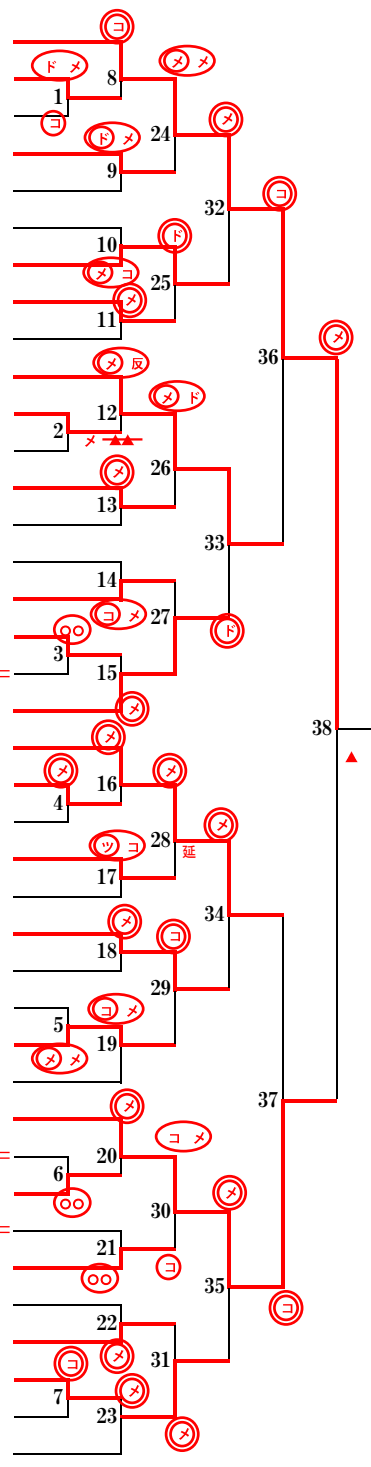 コ
ド メ
メ メ
8
1
コ
メ
ド メ
24
9
コ
32
10
ド
メ コ
25
メ
11
メ
36
メ 反
メ ド
12
2
メ ▲▲
26
メ
13
33
14
コ メ
27
○○
ド
3
=
15
メ
38
メ
▲
メ
メ
16
4
メ
28
延
ツ コ
17
メ
34
18
コ
29
コ メ
5
19
メ メ
37
メ
コ メ
=
20
6
メ
○○
30
=
21
コ
○○
35
コ
22
31
メ
コ
メ
7
23
メ